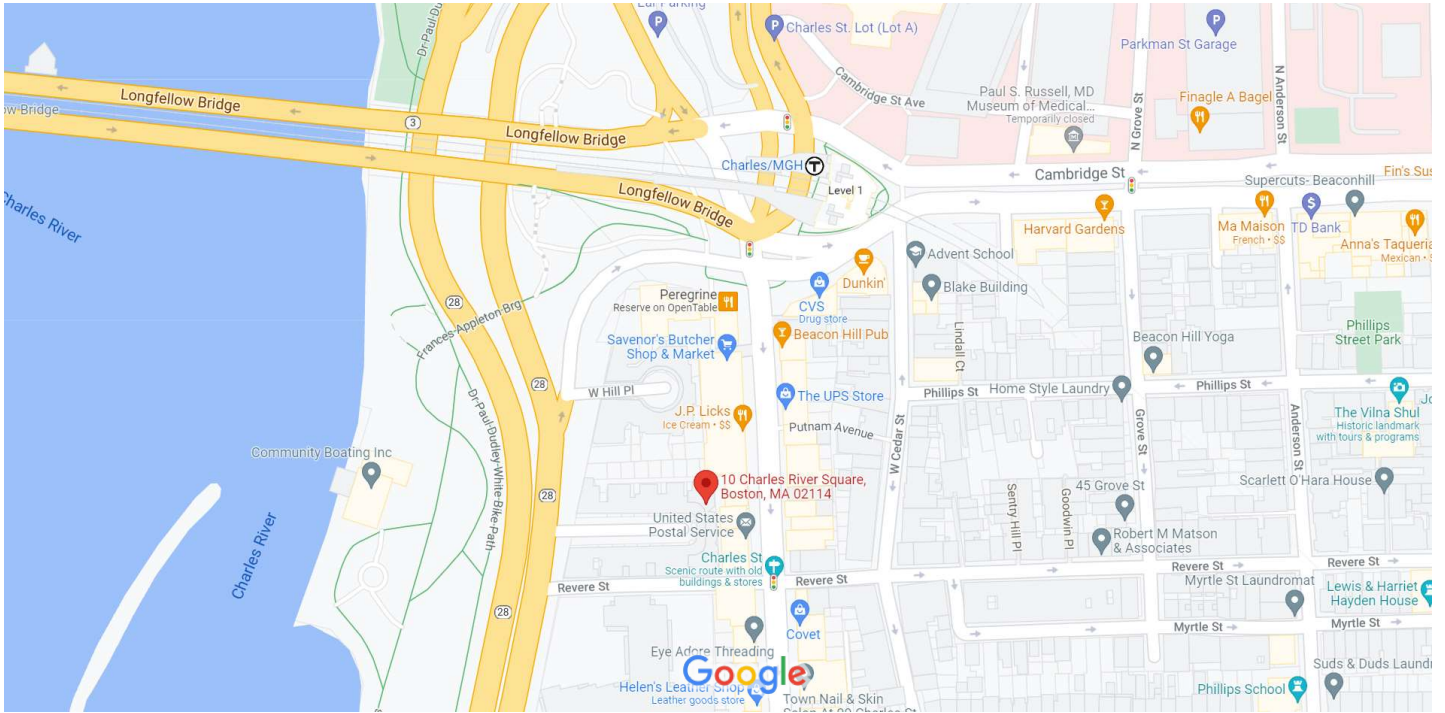 Parking
Charles St. Lot (Lot A)
Parkman St Garage
Dr-Paul-Du
N Anderson St
Cambridge St Ave
Paul S. Russell, MD
Museum of Medical...
Temporarily closed
N Grove St
Finagle A Bagel
Longfellow Bridge
ow Bridge
3
Longfellow Bridge
Charles/MGH
T
Level 1
Cambridge St
Fin's Sus
Supercuts- Beaconhill
Longfellow Bridge
Charles River
Harvard Gardens
Ma Maison
French • $$
TD Bank
Anna's Taqueria
Mexican •
Advent School
Dunkin'
Blake Building
CVS
Drug store
Peregrine
Reserve on OpenTable
28
Frances-Appleton-Brg
Savenor's Butcher
Shop & Market
Beacon Hill Pub
Lindall Ct
Beacon Hill Yoga
Phillips
Street Park
28
W Hill Pl
The UPS Store
Phillips St
Home Style Laundry
Phillips St
J.P. Licks
Ice Cream • $$
Putnam Avenue
W Cedar St
Grove St
Anderson St
The Vilna Shul
Historic landmark
with tours & programs
Jo
Dr-Paul-Dudley-White-Bike-Path
Community Boating Inc
10 Charles River Square,
Boston, MA 02114
28
45 Grove St
Scarlett O'Hara House
Sentry Hill Pl
Goodwin Pl
United States
Postal Service
Robert M Matson
& Associates
Charles River
Charles St
Scenic route with old
buildings & stores
Revere St
Revere St
Revere St
Revere St
Myrtle St Laundromat
Lewis & Harriet
Hayden House
28
Covet
Myrtle St
Myrtle St
Eye Adore Threading
Google
Helen's Leather Shop
Leather goods store
Town Nail & Skin
Suds & Duds Laund
Phillips School